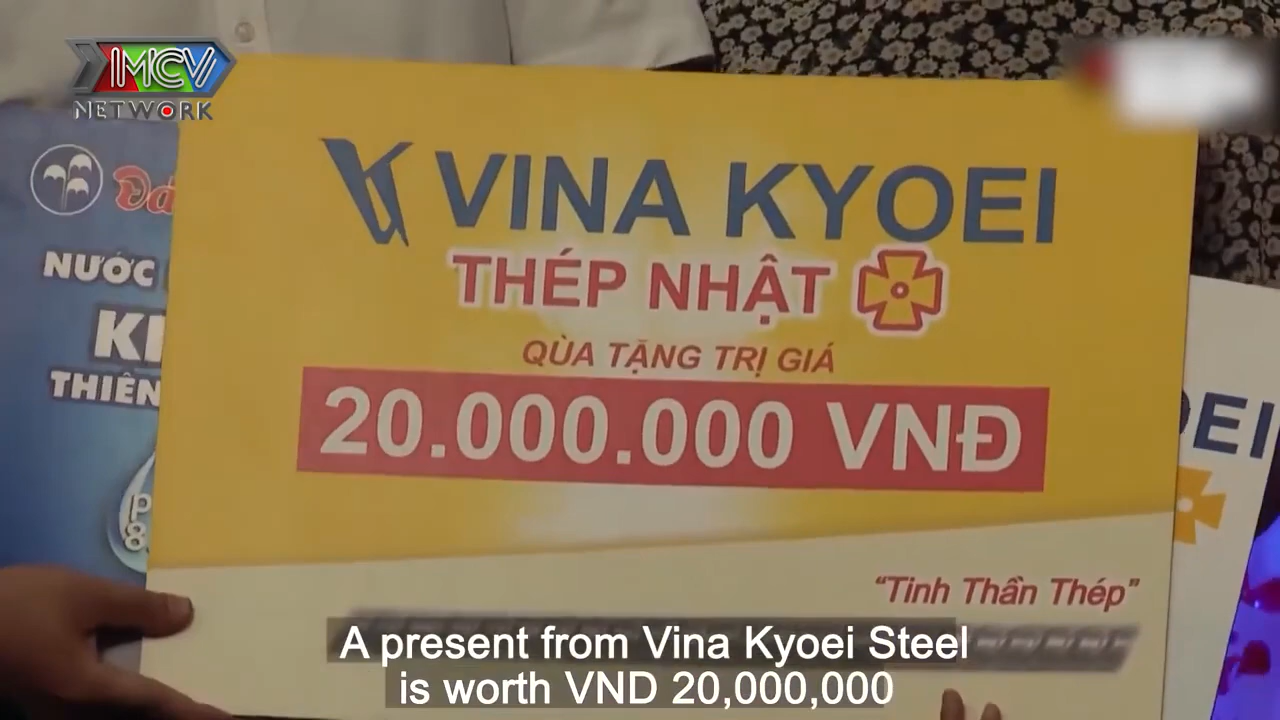 MCV
NETWORK
VINA KYOEI
THÉP NHẬT
QÙA TẶNG TRỊ GIÁ
20.000.000 VNĐ
"Tinh Thần Thép"
NƯỚC
THIÊN
A present from Vina Kyoei Steel
is worth VND 20,000,000